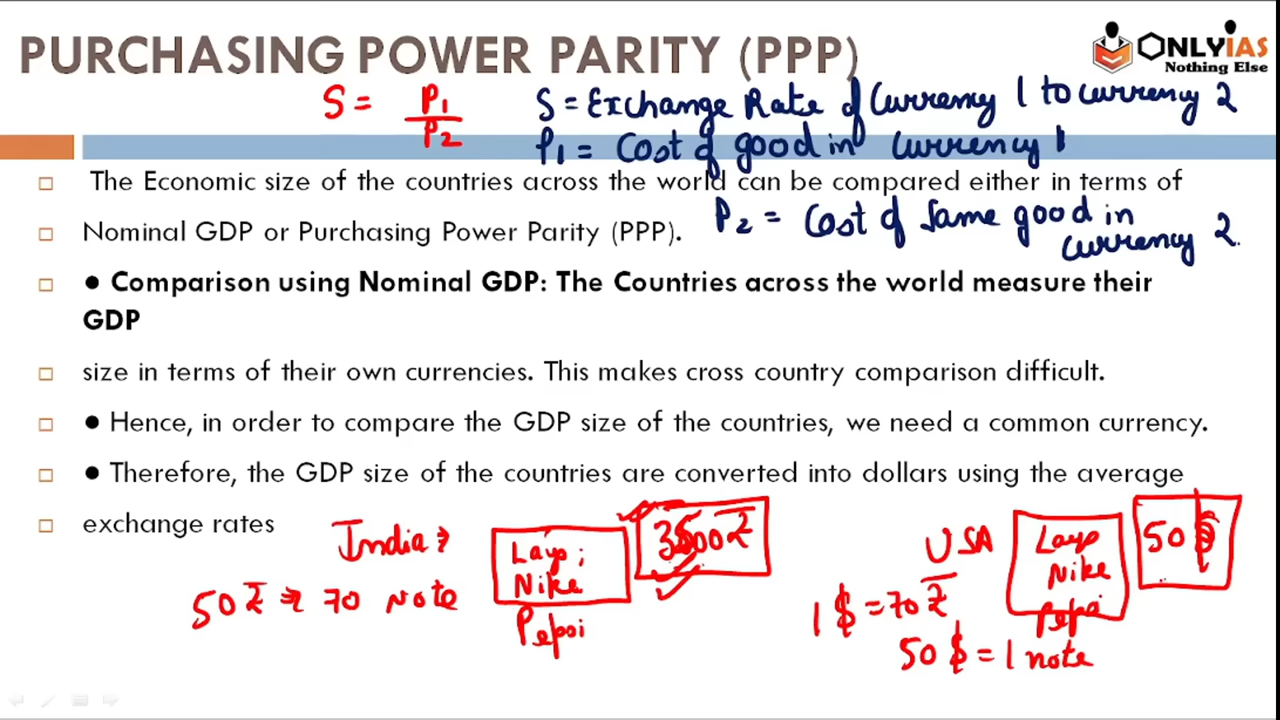 PURCHASING POWER PARITY (PPP)
ONLYIAS
Nothing Else
S = P1 / P2
S = Exchange Rate of Currency 1 to currency 2
P1 = Cost of good in currency 1
The Economic size of the countries across the world can be compared either in terms of
P2 = Cost of same good in currency 2.
Nominal GDP or Purchasing Power Parity (PPP).
● Comparison using Nominal GDP: The Countries across the world measure their
GDP
size in terms of their own currencies. This makes cross country comparison difficult.
● Hence, in order to compare the GDP size of the countries, we need a common currency.
● Therefore, the GDP size of the countries are converted into dollars using the average
exchange rates
India
Lays;
Nike
Pepsi
50 ₹ 70 Note
USA
Lays
Nike
50 $
1 $ = 70 ₹
50 $ = 1 note